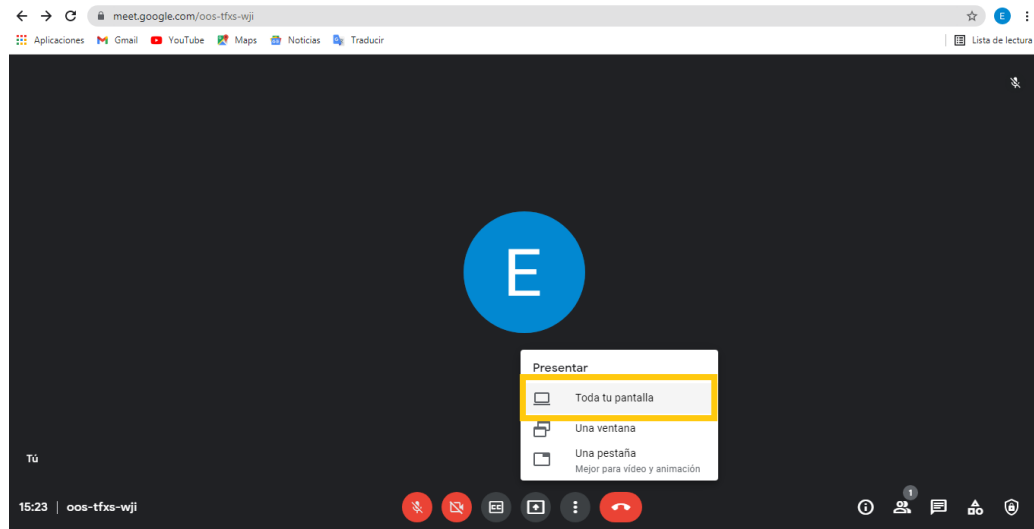 meet.google.com/oos-tfxs-wji
E
Aplicaciones Gmail YouTube Maps Noticias Traducir Lista de lectura
E
Presentar
Toda tu pantalla
Una ventana
Una pestaña
Mejor para vídeo y animación
Tú
15:23 | oos-tfxs-wji
CC
1